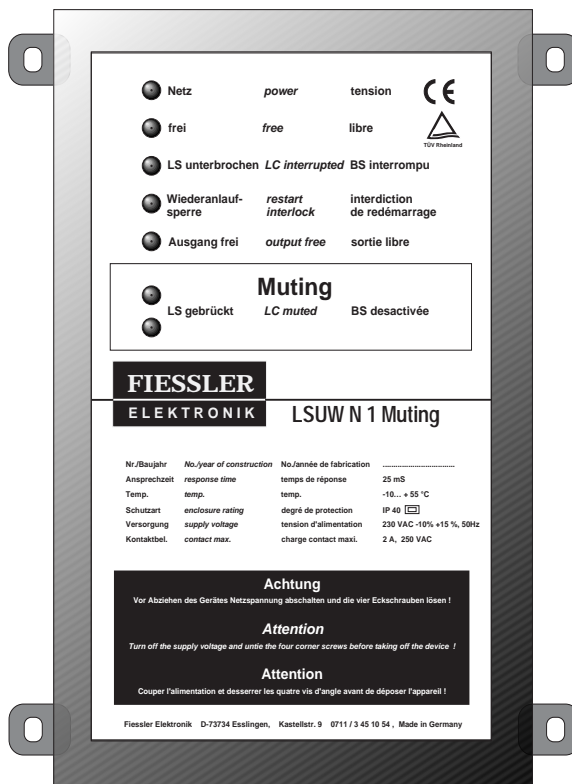 Netz power tension CE
frei free libre
TÜV Rheinland
LS unterbrochen LC interrupted BS interrompu
Wiederanlauf- restart interdiction
sperre interlock de redémarrage
Ausgang frei output free sortie libre
Muting
LS gebrückt LC muted BS desactivée
FIESSLER
ELEKTRONIK LSUW N 1 Muting
Nr./Baujahr No./year of construction No./année de fabrication ..................................
Ansprechzeit response time temps de réponse 25 mS
Temp. temp. temp. -10... + 55 °C
Schutzart enclosure rating degré de protection IP 40
Versorgung supply voltage tension d'alimentation 230 VAC -10% +15 %, 50Hz
Kontaktbel. contact max. charge contact maxi. 2 A, 250 VAC
Achtung
Vor Abziehen des Gerätes Netzspannung abschalten und die vier Eckschrauben lösen !
Attention
Turn off the supply voltage and untie the four corner screws before taking off the device !
Attention
Couper l'alimentation et desserrer les quatre vis d'angle avant de déposer l'appareil !
Fiessler Elektronik D-73734 Esslingen, Kastellstr. 9 0711 / 3 45 10 54 , Made in Germany